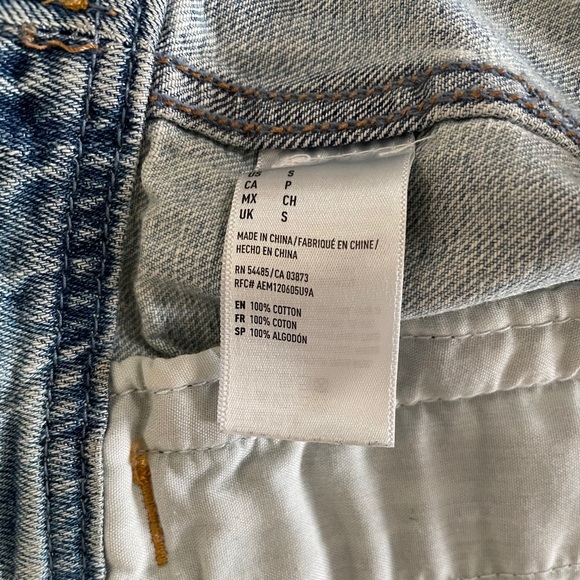 US S
CA P
MX CH
UK S
MADE IN CHINA/FABRIQUÉ EN CHINE/
HECHO EN CHINA
RN 54485/CA 03873
RFC# AEM120605U9A
EN 100% COTTON
FR 100% COTON
SP 100% ALGODÓN